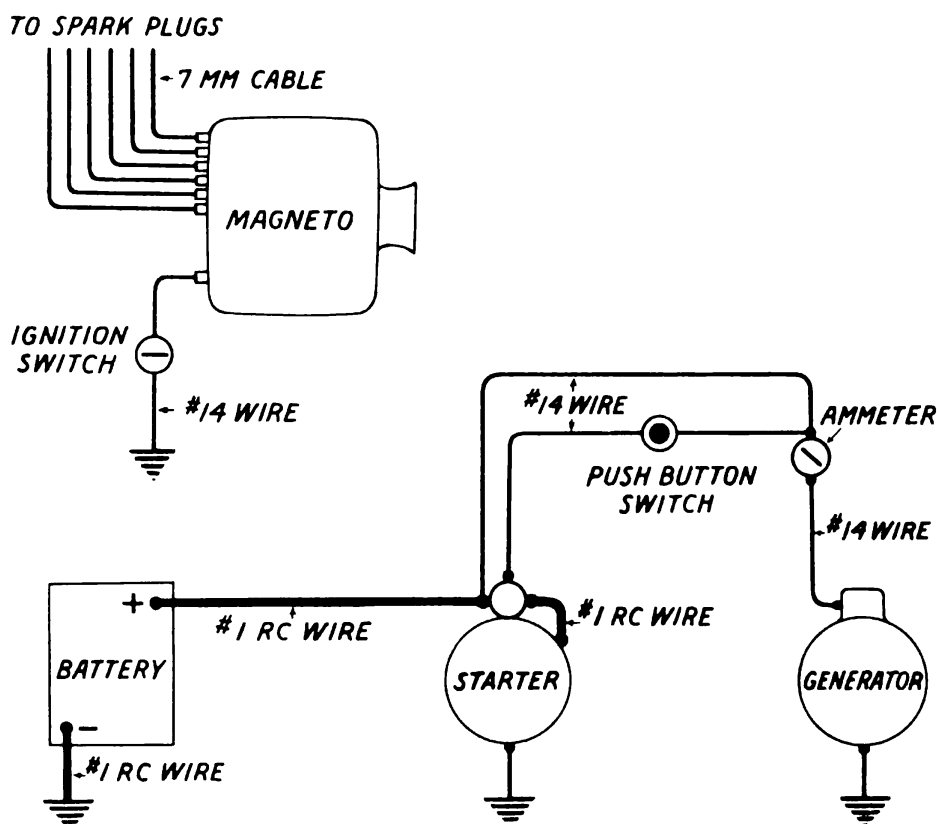 TO SPARK PLUGS
7 MM CABLE
MAGNETO
IGNITION
SWITCH
#14 WIRE
#14 WIRE
AMMETER
PUSH BUTTON
SWITCH
#14 WIRE
+
#1 RC WIRE
#1 RC WIRE
BATTERY
STARTER
GENERATOR
-
#1 RC WIRE